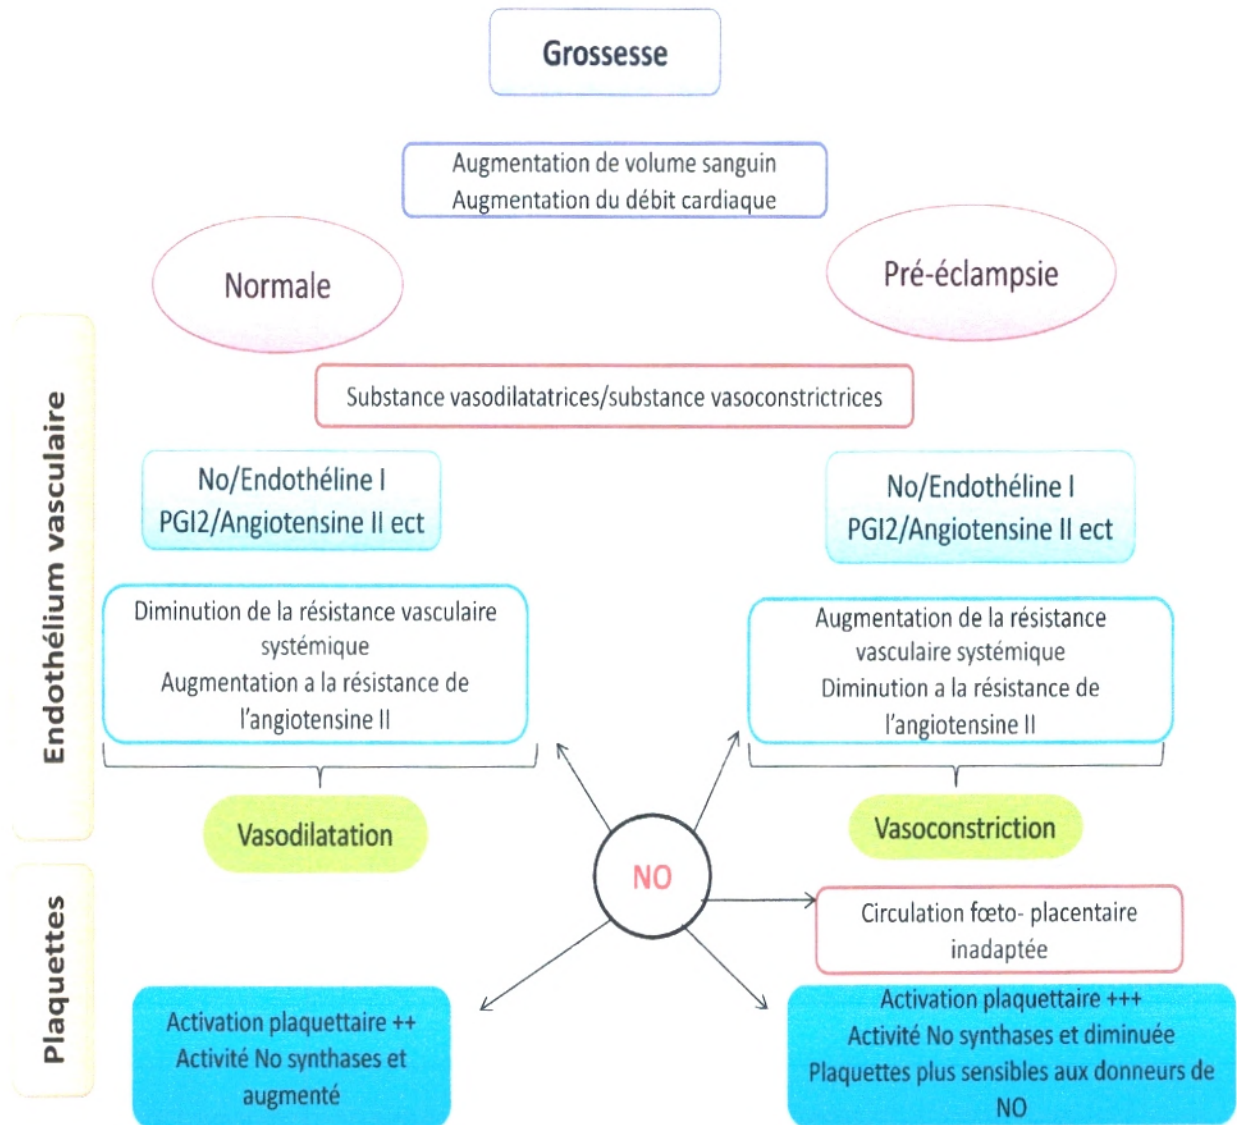 Grossesse
Augmentation de volume sanguin
Augmentation du débit cardiaque
Normale
Pré-éclampsie
Endothélium vasculaire
Substance vasodilatatrices/substance vasoconstrictrices
No/Endothéline I
PGI2/Angiotensine II ect
No/Endothéline I
PGI2/Angiotensine II ect
Diminution de la résistance vasculaire
systémique
Augmentation a la résistance de
l'angiotensine II
Augmentation de la résistance
vasculaire systémique
Diminution a la résistance de
l'angiotensine II
Vasodilatation
Vasoconstriction
NO
Plaquettes
Circulation fœto- placentaire
inadaptée
Activation plaquettaire ++
Activité No synthases et
augmenté
Activation plaquettaire +++
Activité No synthases et diminuée
Plaquettes plus sensibles aux donneurs de
NO